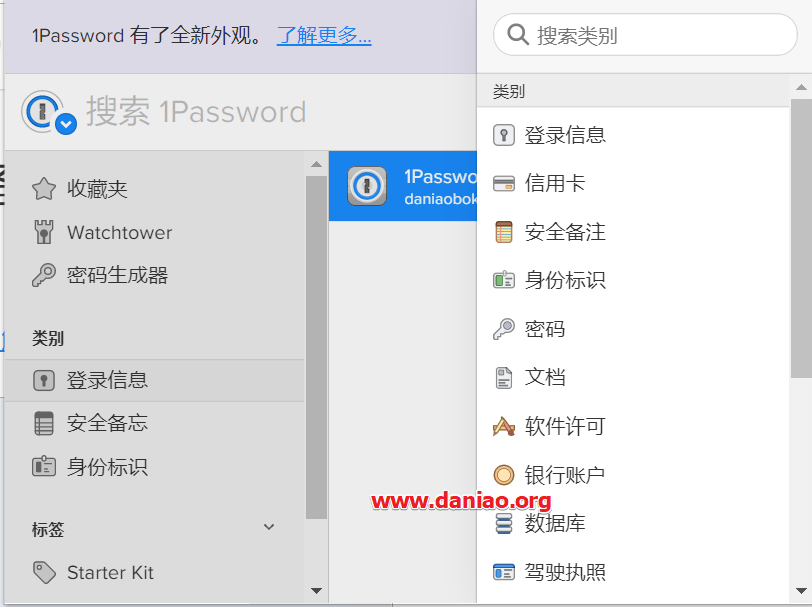 1Password 有了全新外观。 了解更多...
搜索 1Password
收藏夹
Watchtower
密码生成器
类别
登录信息
安全备忘
身份标识
标签
Starter Kit
1Passwo
daniaobok
搜索类别
类别
登录信息
信用卡
安全备注
身份标识
密码
文档
软件许可
银行账户
www.daniao.org
数据库
驾驶执照